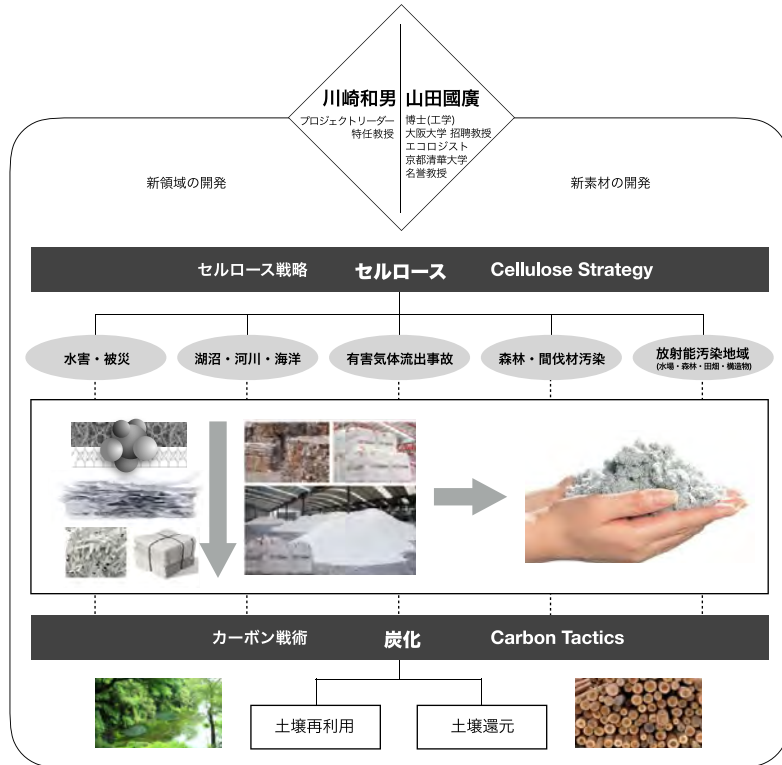 川崎和男
プロジェクトリーダー
特任教授
山田國廣
博士(工学)
大阪大学 招聘教授
エコロジスト
京都清華大学
名誉教授
新領域の開発
新素材の開発
セルロース戦略 セルロース Cellulose Strategy
水害・被災
湖沼・河川・海洋
有害気体流出事故
森林・間伐材汚染
放射能汚染地域
(水場・森林・田畑・構造物)
カーボン戦術 炭化 Carbon Tactics
土壌再利用
土壌還元